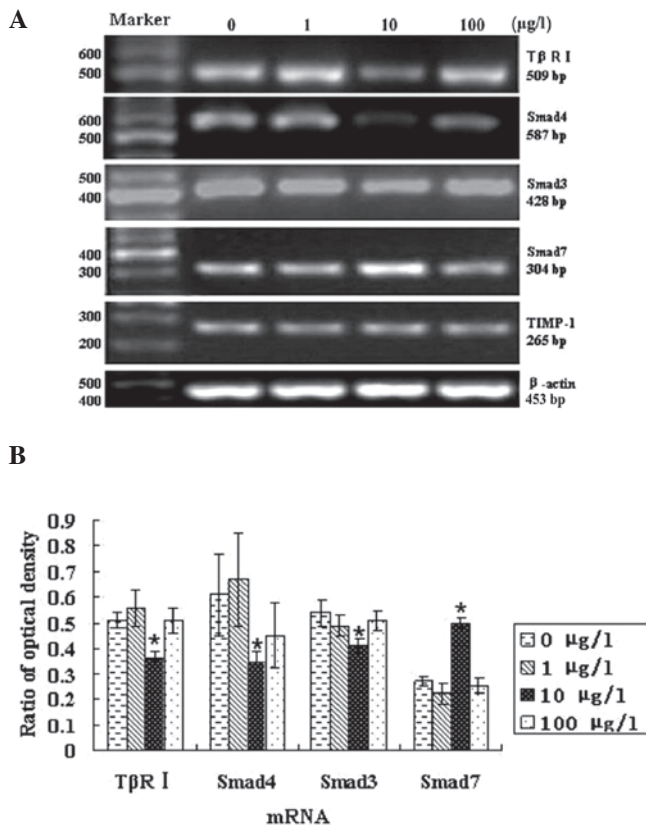 A
Marker 0 1 10 100 (μg/l)
600
500
TβR I
509 bp
600
500
Smad4
587 bp
500
400
Smad3
428 bp
400
300
Smad7
304 bp
300
200
TIMP-1
265 bp
500
400
β-actin
453 bp
B
Ratio of optical density
0.9
0.8
0.7
0.6
0.5
0.4
0.3
0.2
0.1
0
* * * *
TβR Ⅰ Smad4 Smad3 Smad7
mRNA
0 μg/l
1 μg/l
10 μg/l
100 μg/l